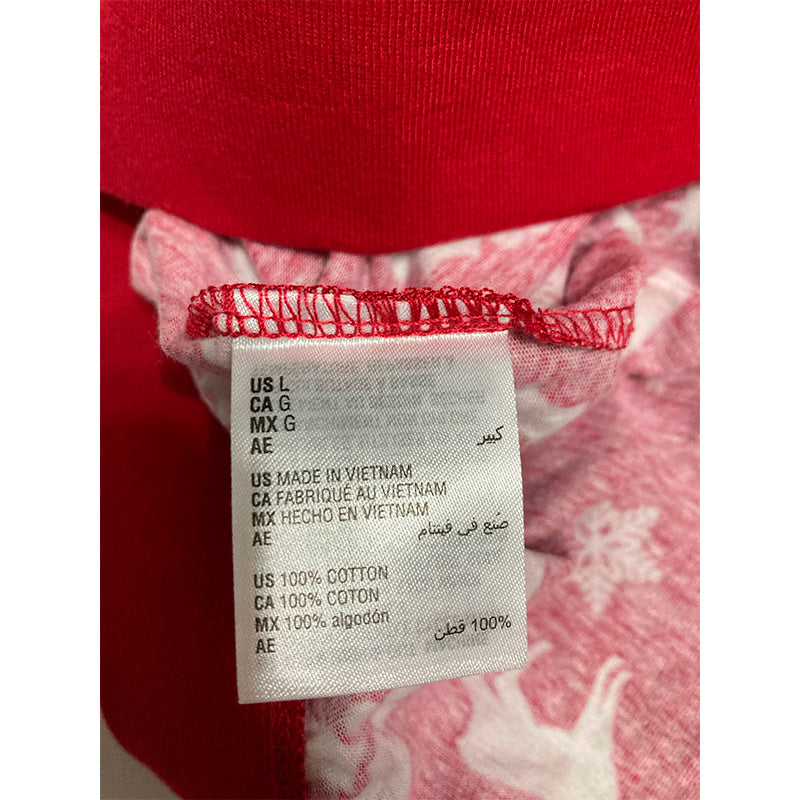 US L
CA G
MX G
AE كبير
US MADE IN VIETNAM
CA FABRIQUÉ AU VIETNAM
MX HECHO EN VIETNAM
AE صُنع في فيتنام
US 100% COTTON
CA 100% COTON
MX 100% algodón
AE 100% قطن